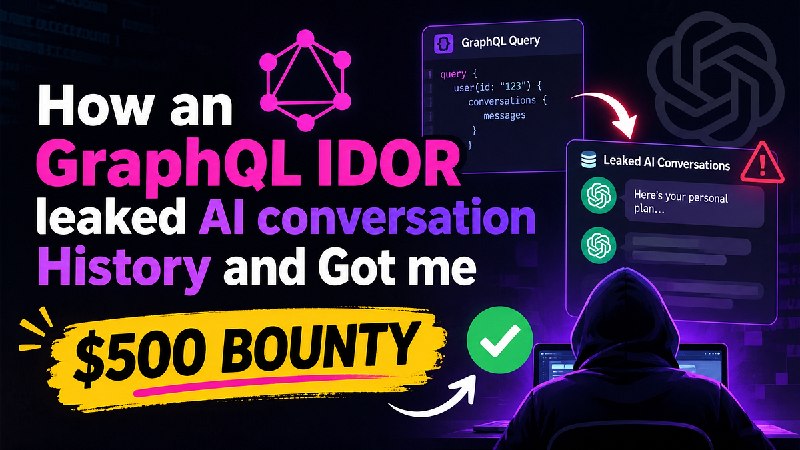 How an
GraphQL IDOR
leaked AI conversation
History and Got me
$500 BOUNTY
GraphQL Query
query {
user(id: "123") {
conversations {
messages
}
}
Leaked AI Conversations
Here's your personal
plan...